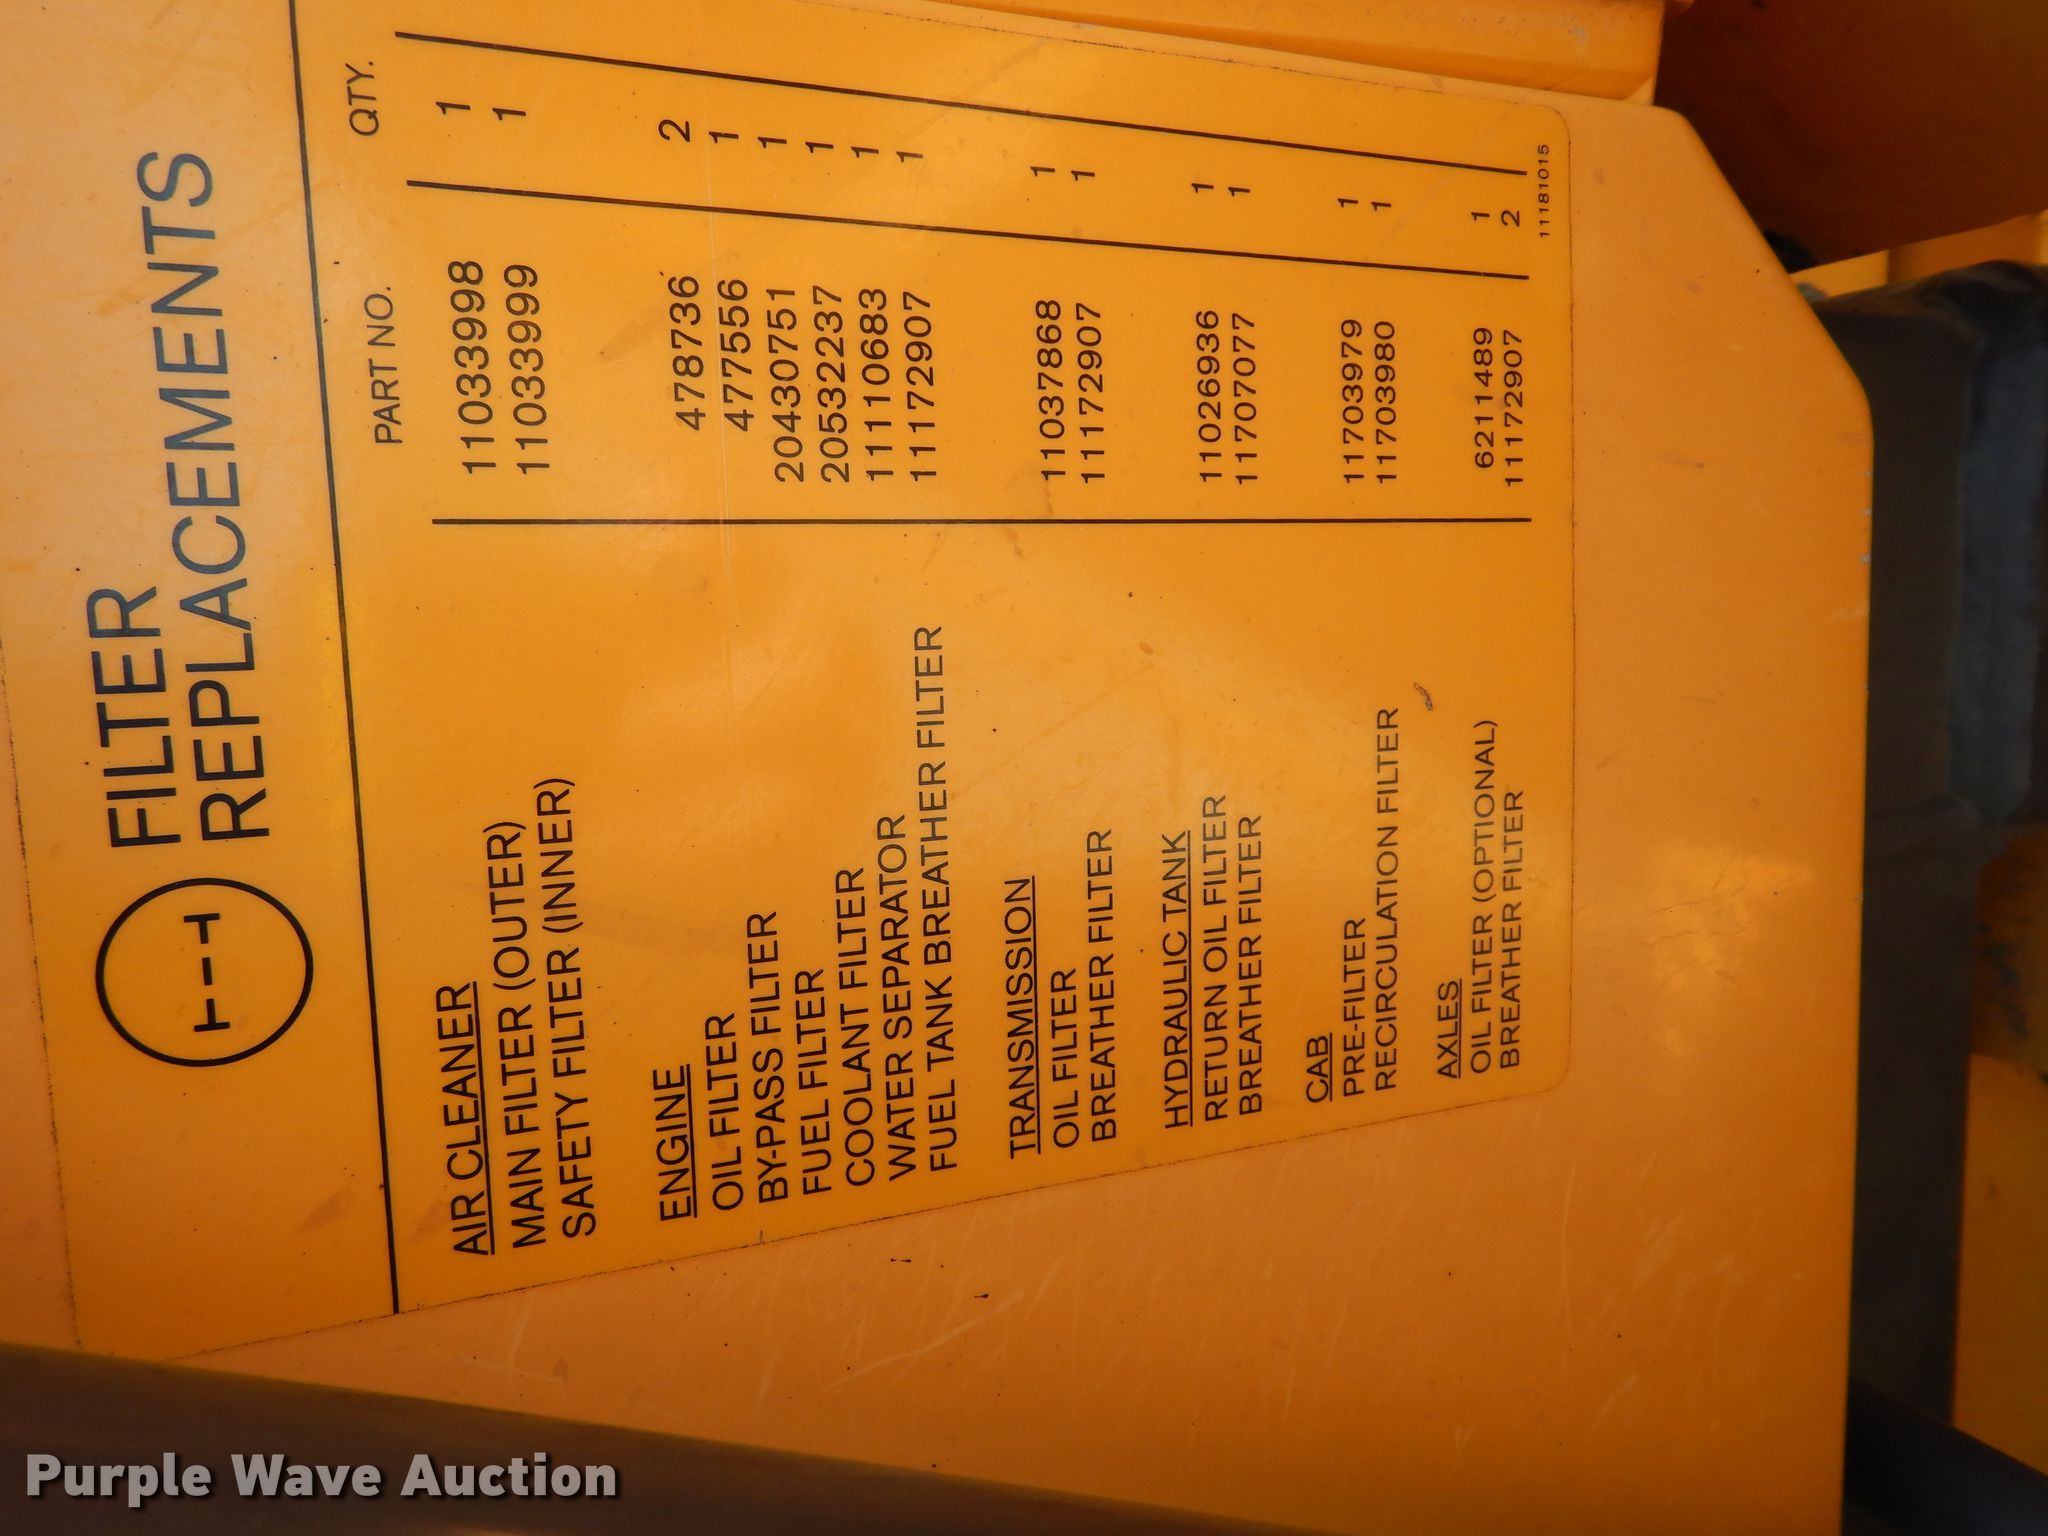 FILTER
REPLACEMENTS
PART NO. QTY.
AIR CLEANER
MAIN FILTER (OUTER) 11033998 1
SAFETY FILTER (INNER) 11033999 1
ENGINE
OIL FILTER 478736 2
BY-PASS FILTER 477556 1
FUEL FILTER 20430751 1
COOLANT FILTER 20532237 1
WATER SEPARATOR 11110683 1
FUEL TANK BREATHER FILTER 11172907 1
TRANSMISSION
OIL FILTER 11037868 1
BREATHER FILTER 11172907 1
HYDRAULIC TANK
RETURN OIL FILTER 11026936 1
BREATHER FILTER 11707077 1
CAB
PRE-FILTER 11703979 1
RECIRCULATION FILTER 11703980 1
AXLES
OIL FILTER (OPTIONAL) 6211489 1
BREATHER FILTER 11172907 2
11181015
Purple Wave Auction